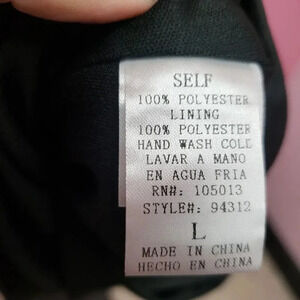 SELF
100% POLYESTER
LINING
100% POLYESTER
HAND WASH COLD
LAVAR A MANO
EN AGUA FRIA
RN#: 105013
STYLE#: 94312
L
MADE IN CHINA
HECHO EN CHINA